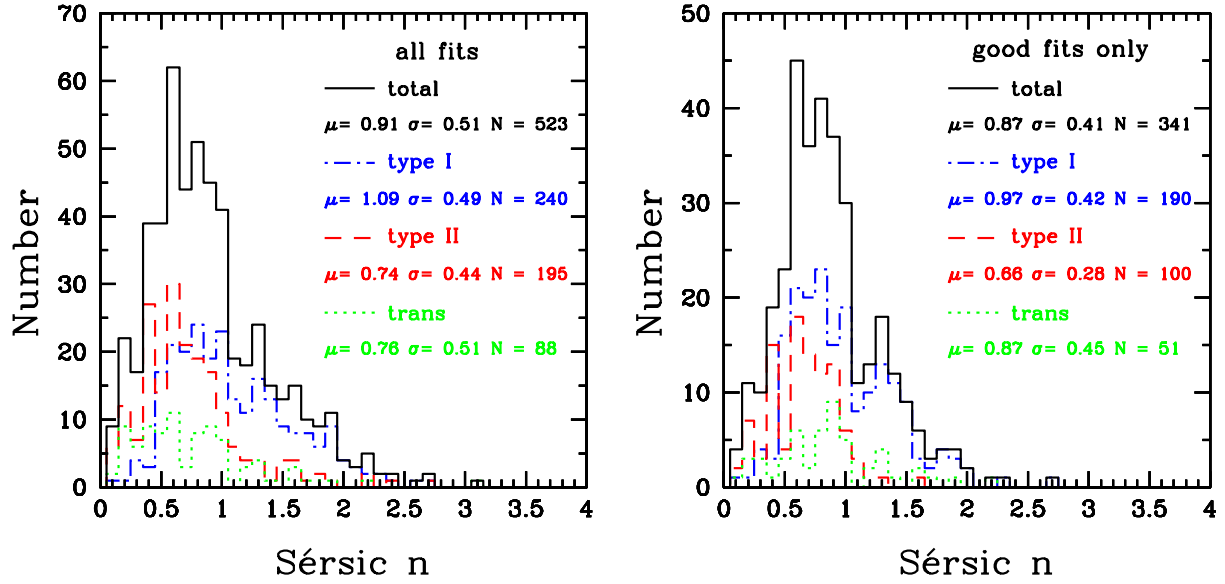 all fits
total
μ= 0.91 σ= 0.51 N = 523
type I
μ= 1.09 σ= 0.49 N = 240
type II
μ= 0.74 σ= 0.44 N = 195
trans
μ= 0.76 σ= 0.51 N = 88
Number
70
60
50
40
30
20
10
0
0 0.5 1 1.5 2 2.5 3 3.5 4
Sérsic n
good fits only
total
μ= 0.87 σ= 0.41 N = 341
type I
μ= 0.97 σ= 0.42 N = 190
type II
μ= 0.66 σ= 0.28 N = 100
trans
μ= 0.87 σ= 0.45 N = 51
Number
50
40
30
20
10
0
0 0.5 1 1.5 2 2.5 3 3.5 4
Sérsic n